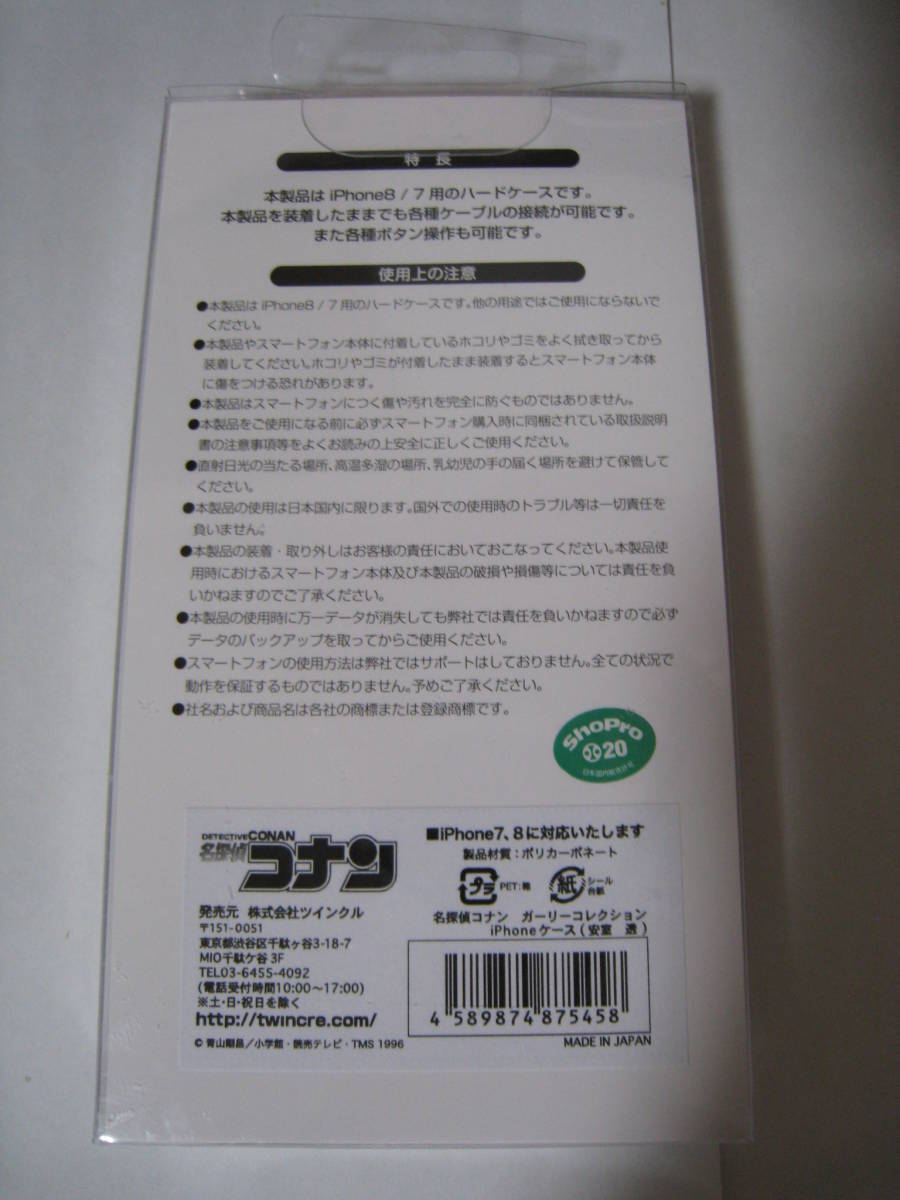 特長
本製品は iPhone8 / 7 用のハードケースです。
本製品を装着したままでも各種ケーブルの接続が可能です。
また各種ボタン操作も可能です。
使用上の注意
●本製品は iPhone8 / 7 用のハードケースです。他の用途ではご使用にならないで
ください。
●本製品やスマートフォン本体に付着しているホコリやゴミをよく拭き取ってから
装着してください。ホコリやゴミが付着したまま装着するとスマートフォン本体
に傷をつける恐れがあります。
●本製品はスマートフォンにつく傷や汚れを完全に防ぐものではありません。
●本製品をご使用になる前に必ずスマートフォン購入時に同梱されている取扱説明
書の注意事項等をよくお読みの上安全に正しくご使用ください。
●直射日光の当たる場所、高温多湿の場所、乳幼児の手の届く場所を避けて保管して
ください。
●本製品の使用は日本国内に限ります。国外での使用時のトラブル等は一切責任を
負いません。
●本製品の装着・取り外しはお客様の責任においておこなってください。本製品使
用時におけるスマートフォン本体及び本製品の破損や損傷等については責任を負
いかねますのでご了承ください。
●本製品の使用時に万一データが消失しても弊社では責任を負いかねますので必ず
データのバックアップを取ってからご使用ください。
●スマートフォンの使用方法は弊社ではサポートはしておりません。全ての状況で
動作を保証するものではありません。予めご了承ください。
●社名および商品名は各社の商標または登録商標です。
ShoPro
20
日本国内販売許可
DETECTIVE CONAN
名探偵コナン
発売元 株式会社ツインクル
〒151-0051
東京都渋谷区千駄ヶ谷3-18-7
MIO千駄ケ谷 3F
TEL03-6455-4092
(電話受付時間10:00～17:00)
※土・日・祝日を除く
http://twincre.com/
© 青山剛昌／小学館・読売テレビ・TMS 1996
■iPhone7、8に対応いたします
製品材質：ポリカーボネート
プラ PET:箱 紙 シール台紙
名探偵コナン ガーリーコレクション
iPhoneケース(安室 透)
4 589874 875458
MADE IN JAPAN